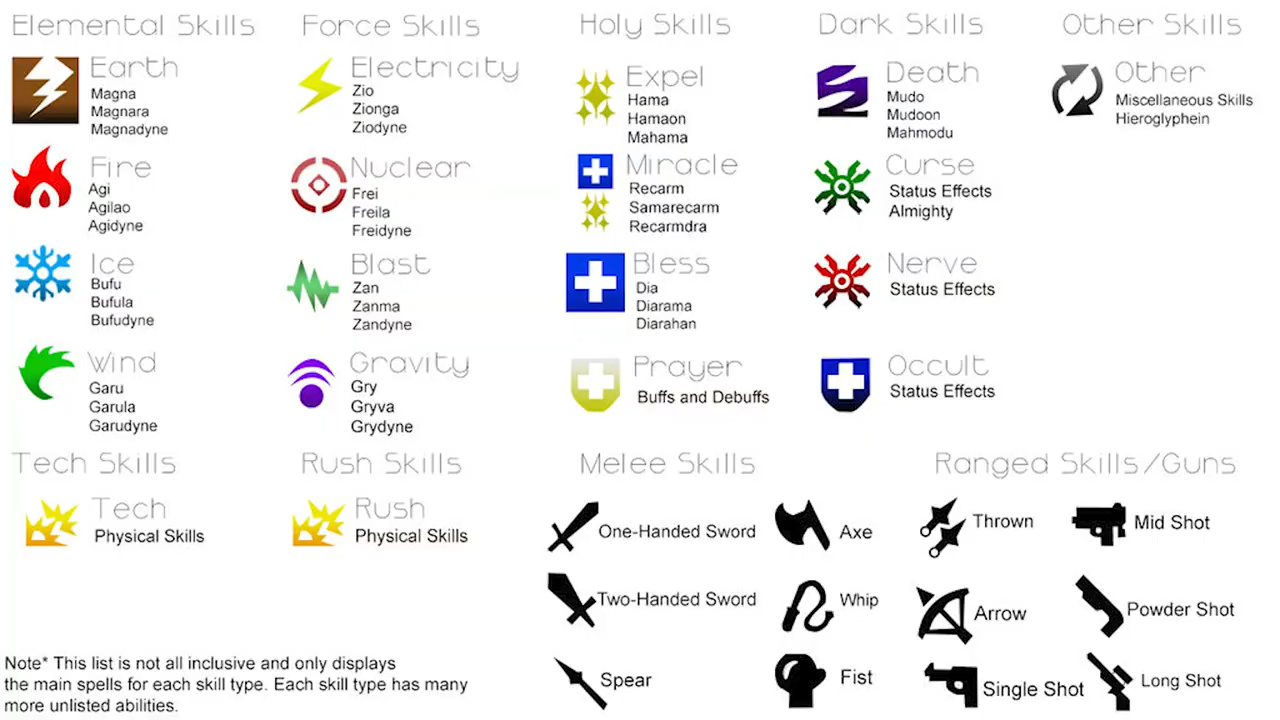 Elemental Skills
Earth
Magna
Magnara
Magnadyne
Fire
Agi
Agilao
Agidyne
Ice
Bufu
Bufula
Bufudyne
Wind
Garu
Garula
Garudyne
Force Skills
Electricity
Zio
Zionga
Ziodyne
Nuclear
Frei
Freila
Freidyne
Blast
Zan
Zanma
Zandyne
Gravity
Gry
Gryva
Grydyne
Holy Skills
Expel
Hama
Hamaon
Mahama
Miracle
Recarm
Samarecarm
Recarmdra
Bless
Dia
Diarama
Diarahan
Prayer
Buffs and Debuffs
Dark Skills
Death
Mudo
Mudoon
Mahmodu
Curse
Status Effects
Almighty
Nerve
Status Effects
Occult
Status Effects
Other Skills
Other
Miscellaneous Skills
Hieroglyphein
Tech Skills
Tech
Physical Skills
Rush Skills
Rush
Physical Skills
Melee Skills
One-Handed Sword
Two-Handed Sword
Spear
Axe
Whip
Fist
Ranged Skills/Guns
Thrown
Arrow
Single Shot
Mid Shot
Powder Shot
Long Shot
Note* This list is not all inclusive and only displays
the main spells for each skill type. Each skill type has many
more unlisted abilities.